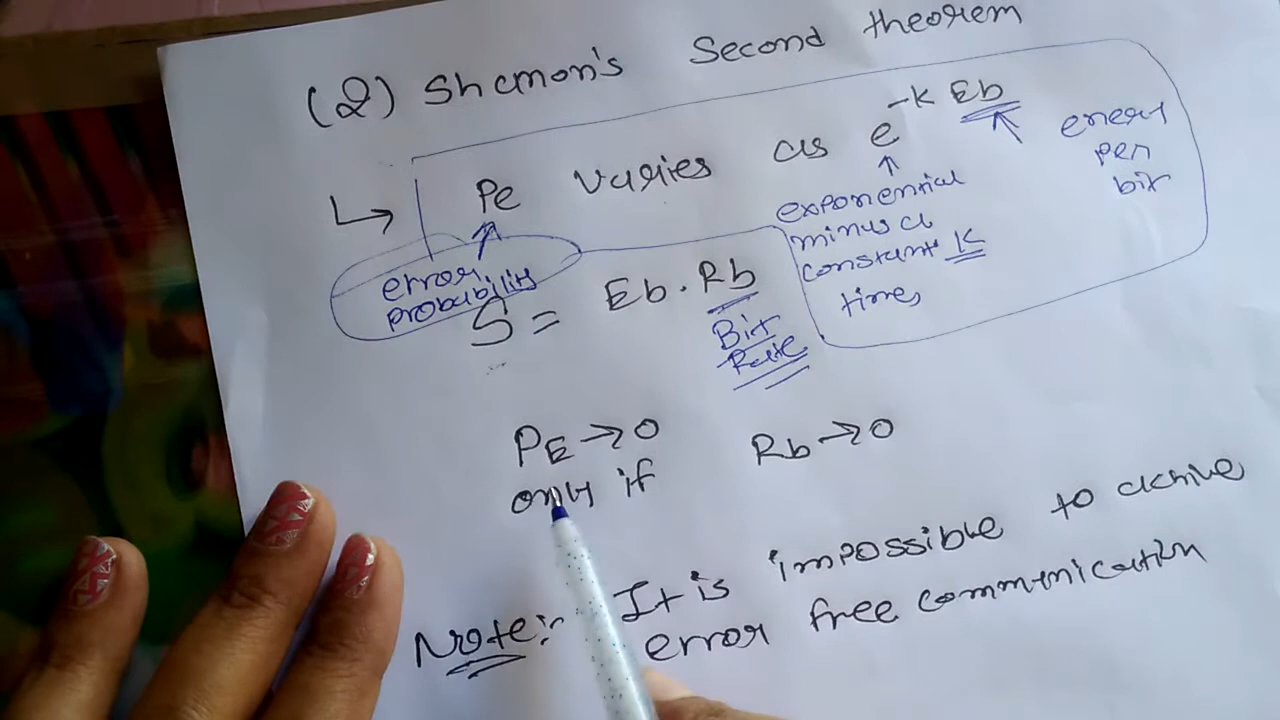 (2) Shannon's Second theorem
Pe varies as e^-K Eb
energy
per
bit
exponential
minus a
constant K
times
error
probability
S = Eb . Rb
Bit
Rate
PE → 0 Rb → 0
only if
Note:- It is impossible to achive
error free communication